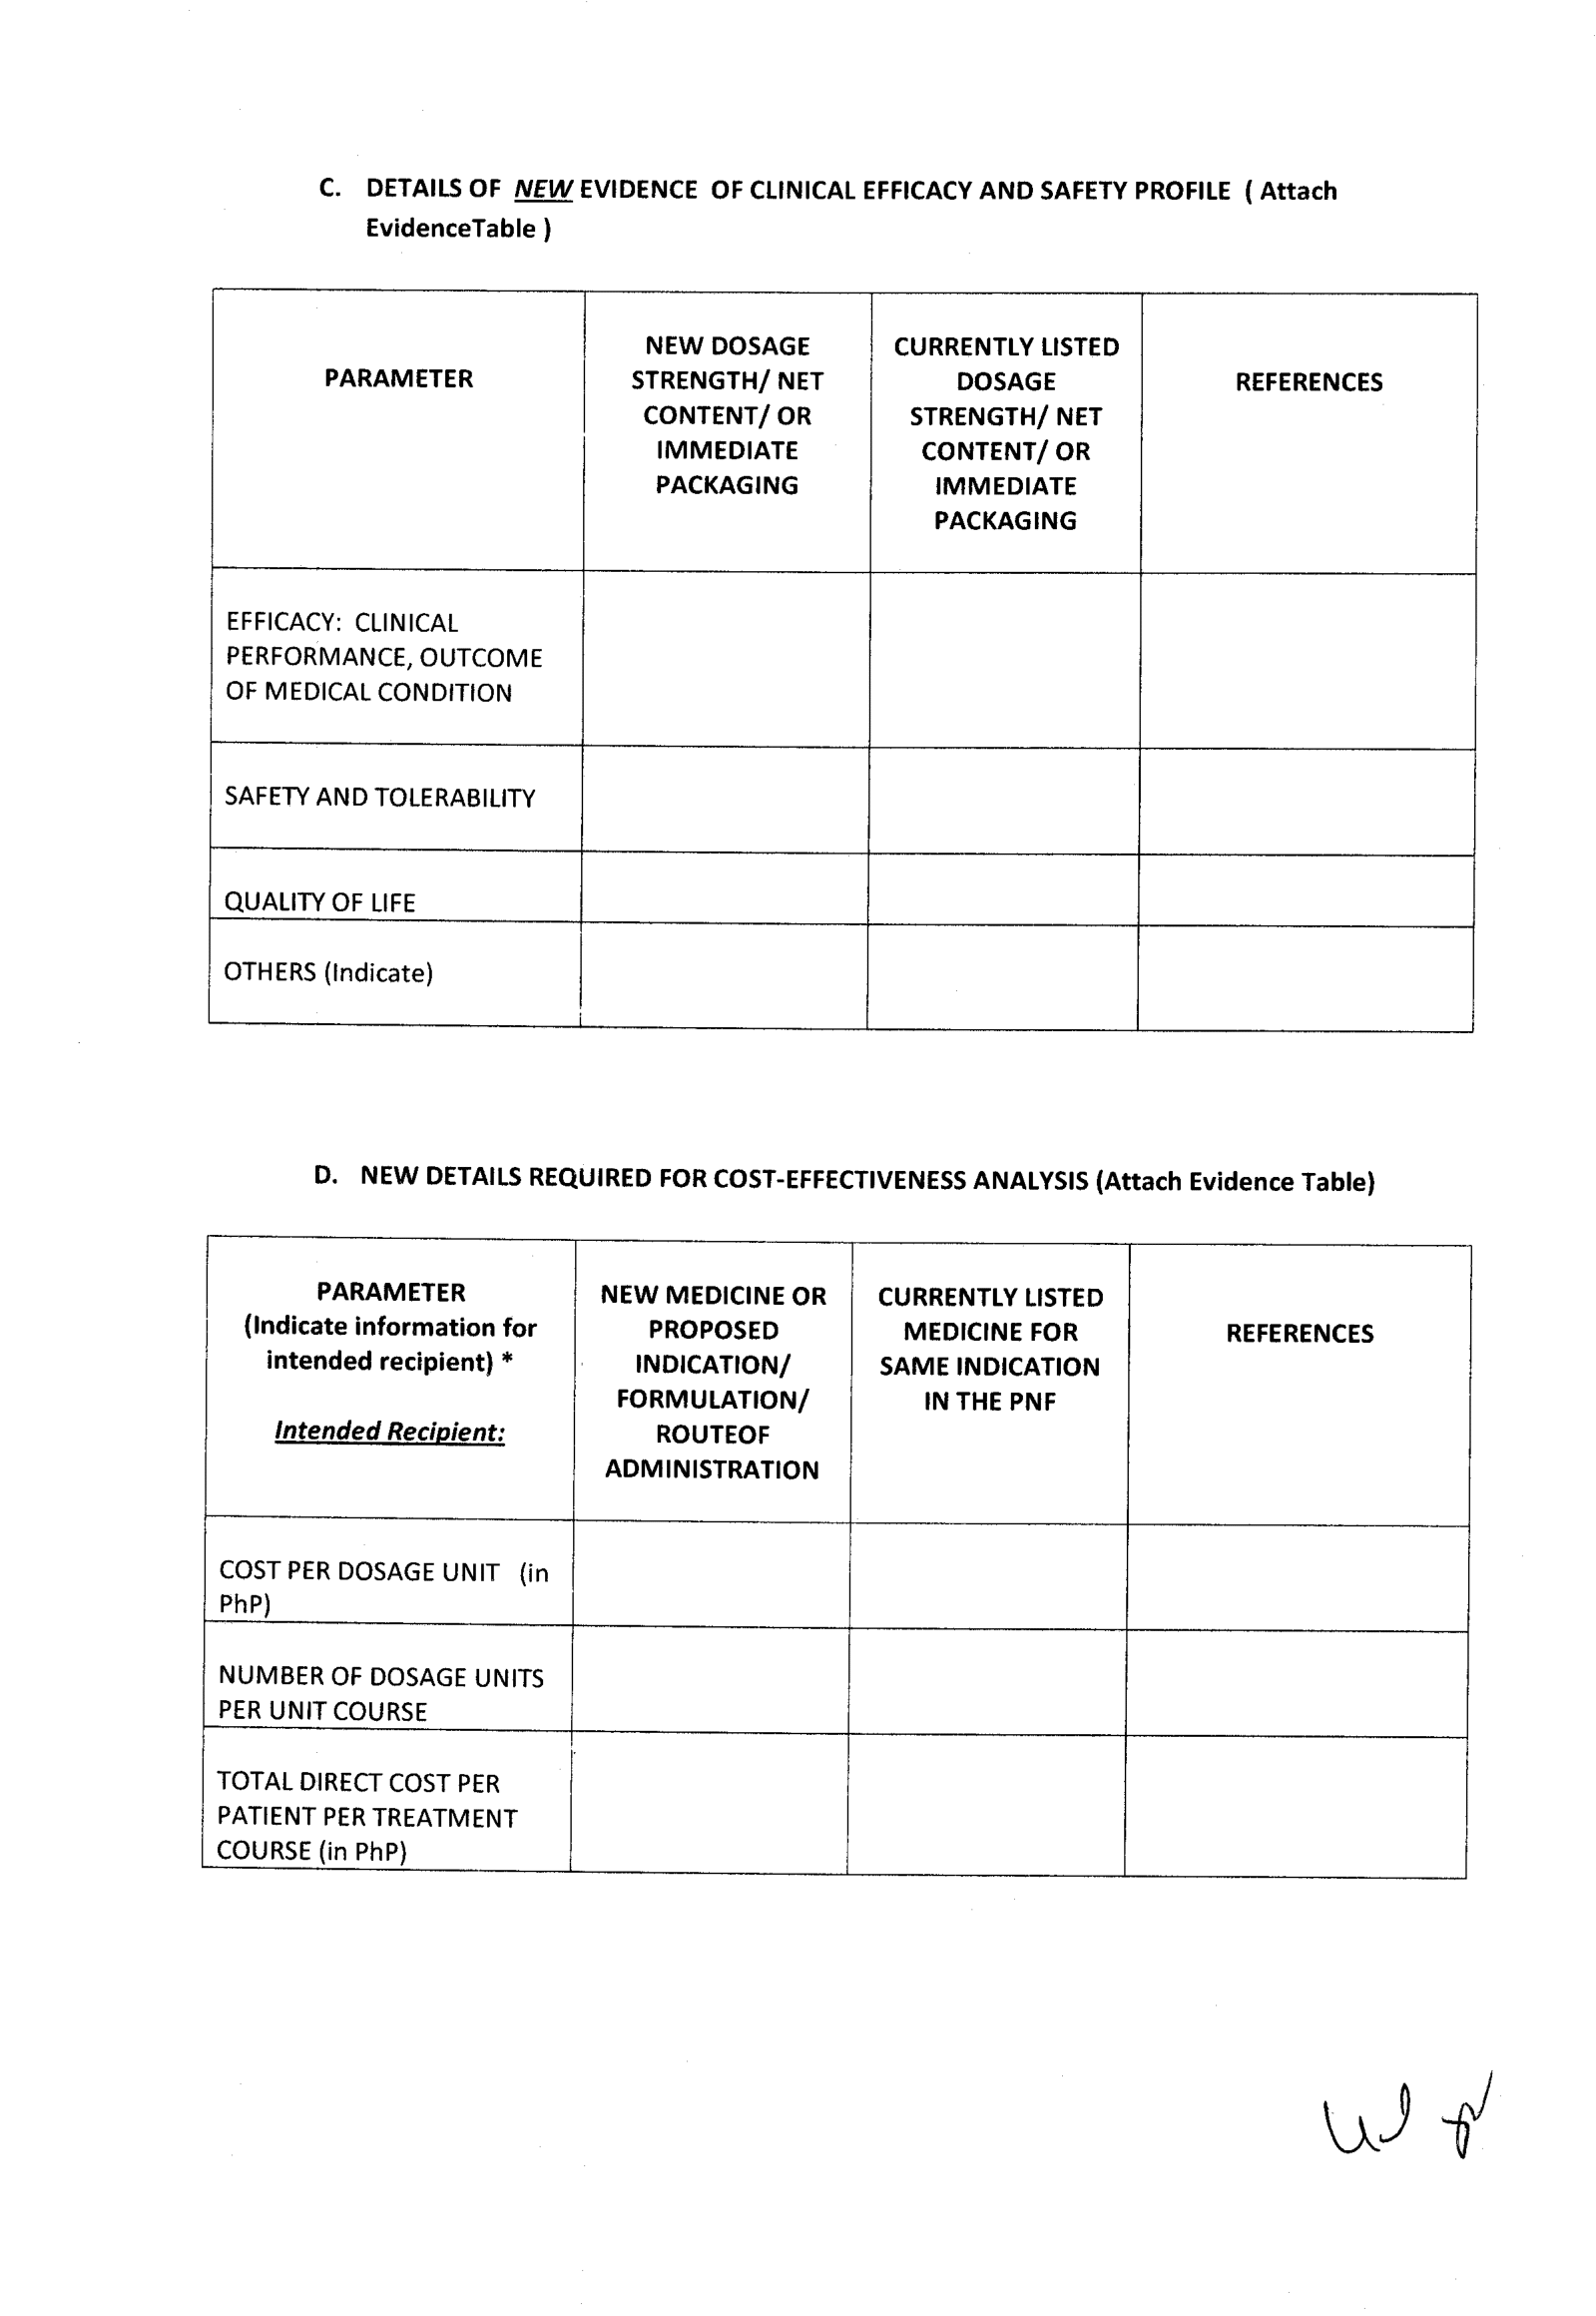 C. DETAILS OF NEW EVIDENCE OF CLINICAL EFFICACY AND SAFETY PROFILE ( Attach
EvidenceTable )
PARAMETER
NEW DOSAGE
STRENGTH/ NET
CONTENT/ OR
IMMEDIATE
PACKAGING
CURRENTLY LISTED
DOSAGE
STRENGTH/ NET
CONTENT/ OR
IMMEDIATE
PACKAGING
REFERENCES
EFFICACY: CLINICAL
PERFORMANCE, OUTCOME
OF MEDICAL CONDITION
SAFETY AND TOLERABILITY
QUALITY OF LIFE
OTHERS (Indicate)
D. NEW DETAILS REQUIRED FOR COST-EFFECTIVENESS ANALYSIS (Attach Evidence Table)
PARAMETER
(Indicate information for
intended recipient) *
Intended Recipient:
NEW MEDICINE OR
PROPOSED
INDICATION/
FORMULATION/
ROUTEOF
ADMINISTRATION
CURRENTLY LISTED
MEDICINE FOR
SAME INDICATION
IN THE PNF
REFERENCES
COST PER DOSAGE UNIT (in
PhP)
NUMBER OF DOSAGE UNITS
PER UNIT COURSE
TOTAL DIRECT COST PER
PATIENT PER TREATMENT
COURSE (in PhP)